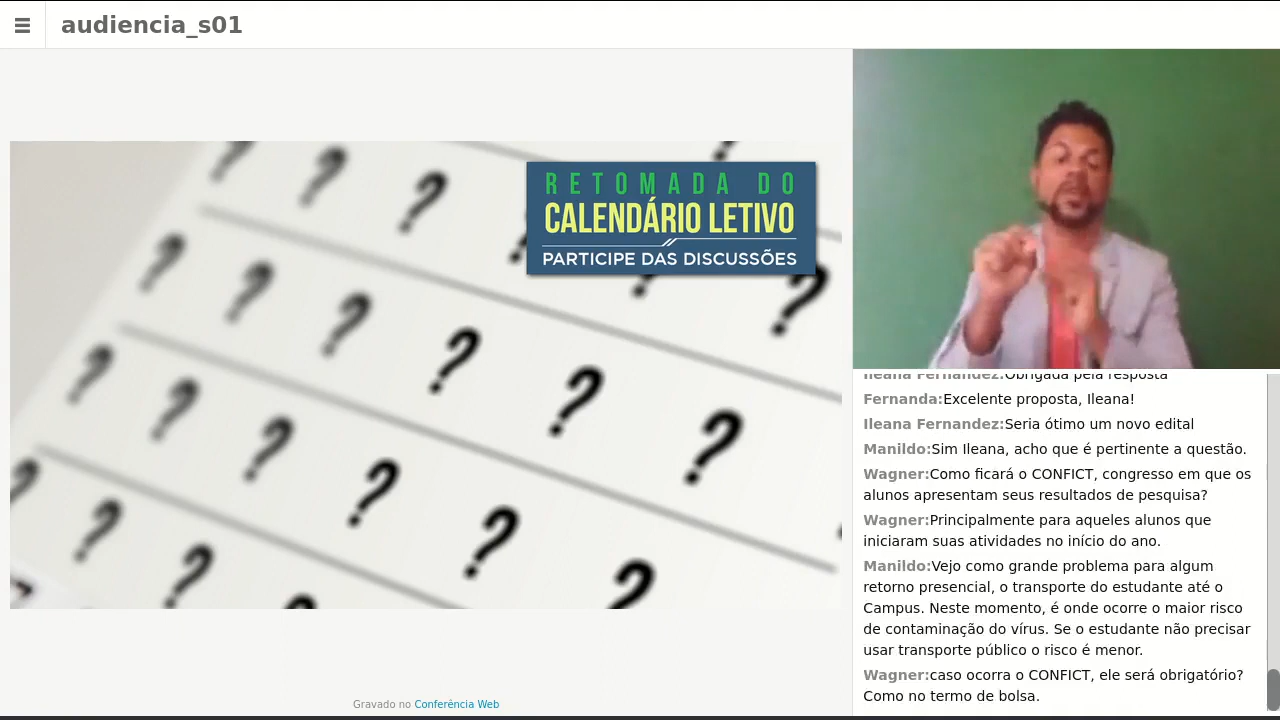 audiencia_s01
RETOMADA DO
CALENDÁRIO LETIVO
PARTICIPE DAS DISCUSSÕES
Ileana Fernandez:Obrigada pela resposta
Fernanda:Excelente proposta, Ileana!
Ileana Fernandez:Seria ótimo um novo edital
Manildo:Sim Ileana, acho que é pertinente a questão.
Wagner:Como ficará o CONFICT, congresso em que os
alunos apresentam seus resultados de pesquisa?
Wagner:Principalmente para aqueles alunos que
iniciaram suas atividades no início do ano.
Manildo:Vejo como grande problema para algum
retorno presencial, o transporte do estudante até o
Campus. Neste momento, é onde ocorre o maior risco
de contaminação do vírus. Se o estudante não precisar
usar transporte público o risco é menor.
Wagner:caso ocorra o CONFICT, ele será obrigatório?
Como no termo de bolsa.
Gravado no Conferência Web